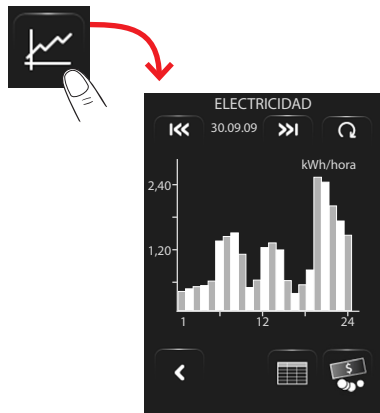 ELECTRICIDAD
30.09.09
kWh/hora
2,40
1,20
1 12 24
$